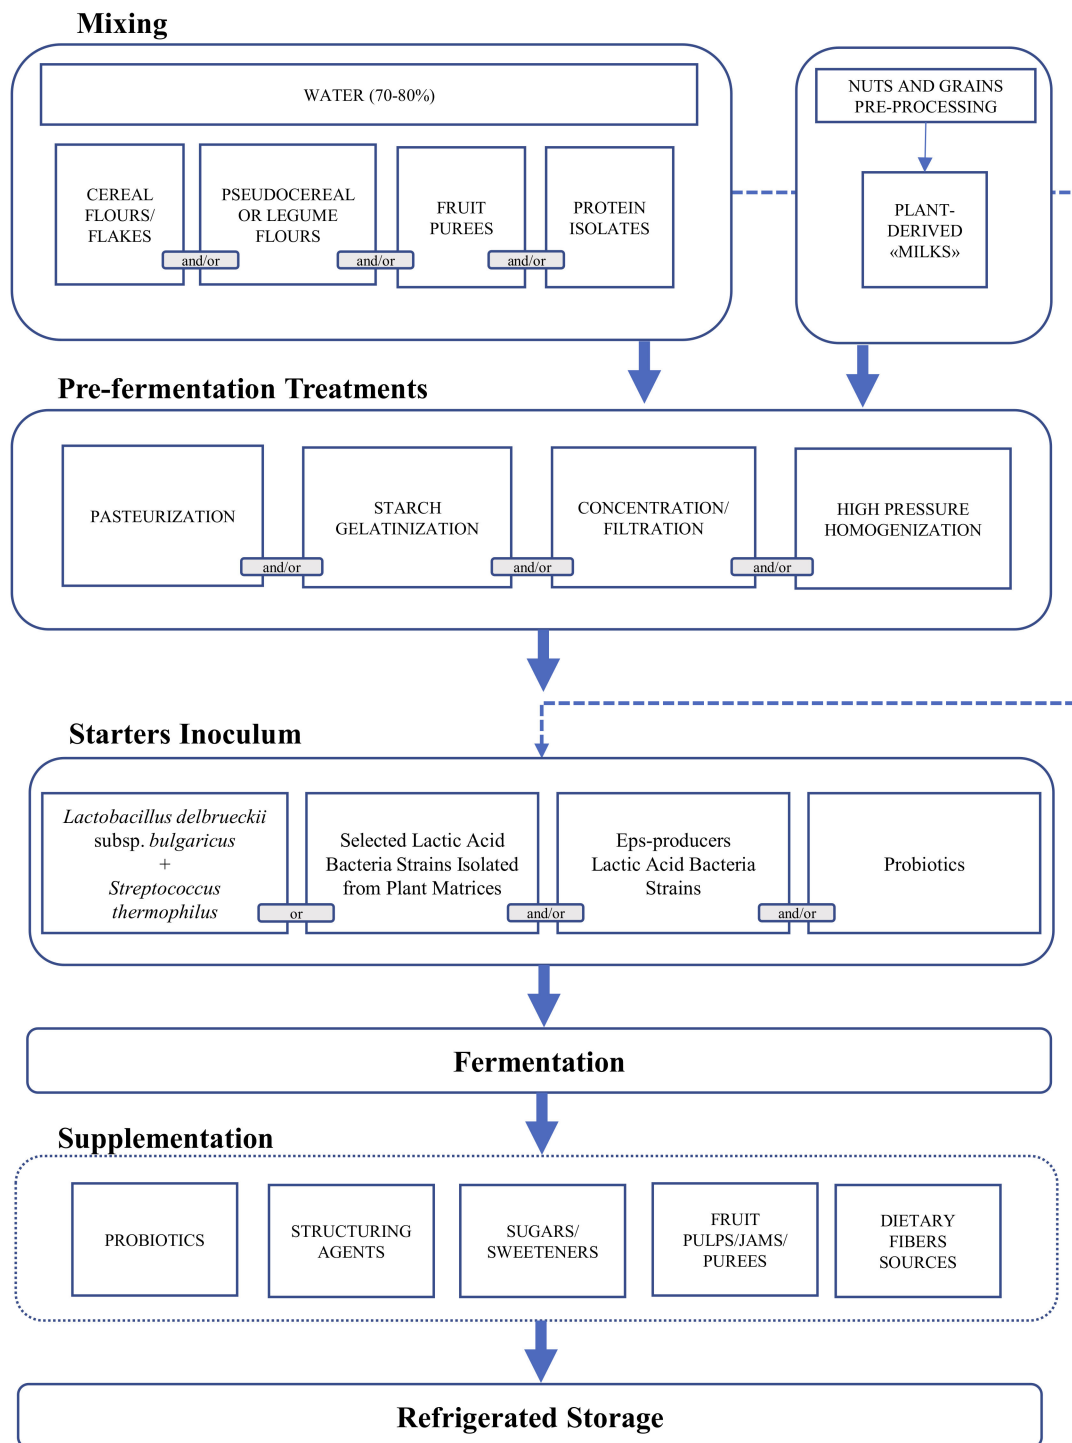 Mixing
WATER (70-80%)
CEREAL
FLOURS/
FLAKES
and/or
PSEUDOCEREAL
OR LEGUME
FLOURS
and/or
FRUIT
PUREES
and/or
PROTEIN
ISOLATES
NUTS AND GRAINS
PRE-PROCESSING
PLANT-
DERIVED
«MILKS»
Pre-fermentation Treatments
PASTEURIZATION
and/or
STARCH
GELATINIZATION
and/or
CONCENTRATION/
FILTRATION
and/or
HIGH PRESSURE
HOMOGENIZATION
Starters Inoculum
Lactobacillus delbrueckii
subsp. bulgaricus
+
Streptococcus
thermophilus
or
Selected Lactic Acid
Bacteria Strains Isolated
from Plant Matrices
and/or
Eps-producers
Lactic Acid Bacteria
Strains
and/or
Probiotics
Fermentation
Supplementation
PROBIOTICS
STRUCTURING
AGENTS
SUGARS/
SWEETENERS
FRUIT
PULPS/JAMS/
PUREES
DIETARY
FIBERS
SOURCES
Refrigerated Storage